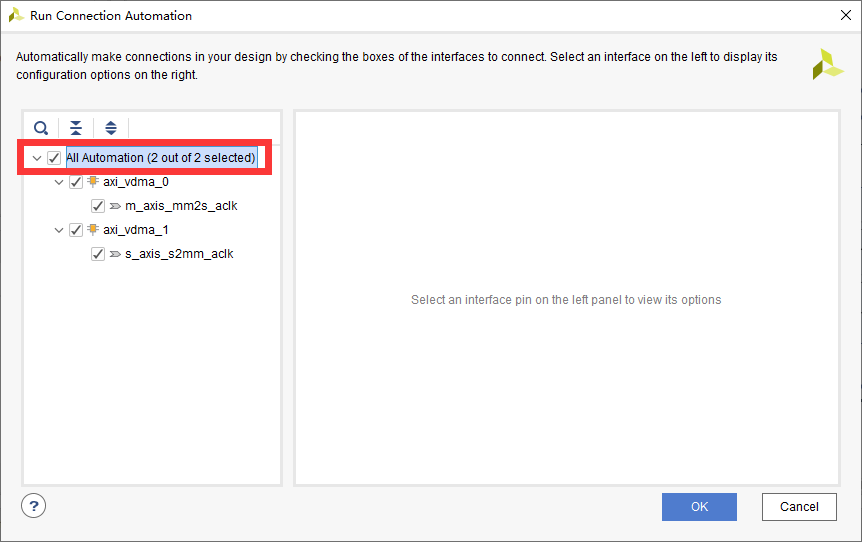 Run Connection Automation
Automatically make connections in your design by checking the boxes of the interfaces to connect. Select an interface on the left to display its
configuration options on the right.
All Automation (2 out of 2 selected)
axi_vdma_0
m_axis_mm2s_aclk
axi_vdma_1
s_axis_s2mm_aclk
Select an interface pin on the left panel to view its options
?
OK
Cancel